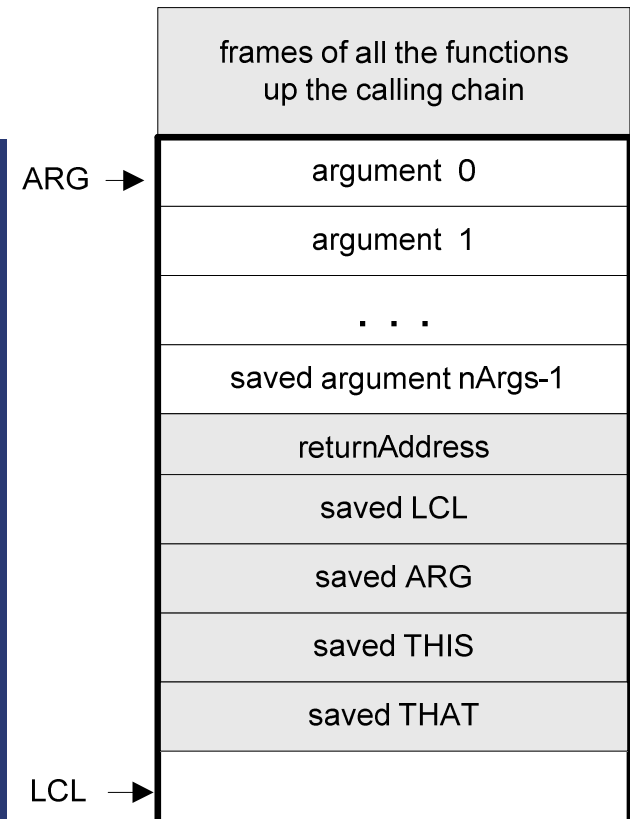 frames of all the functions
up the calling chain
ARG
argument 0
argument 1
. . .
saved argument nArgs-1
returnAddress
saved LCL
saved ARG
saved THIS
saved THAT
LCL